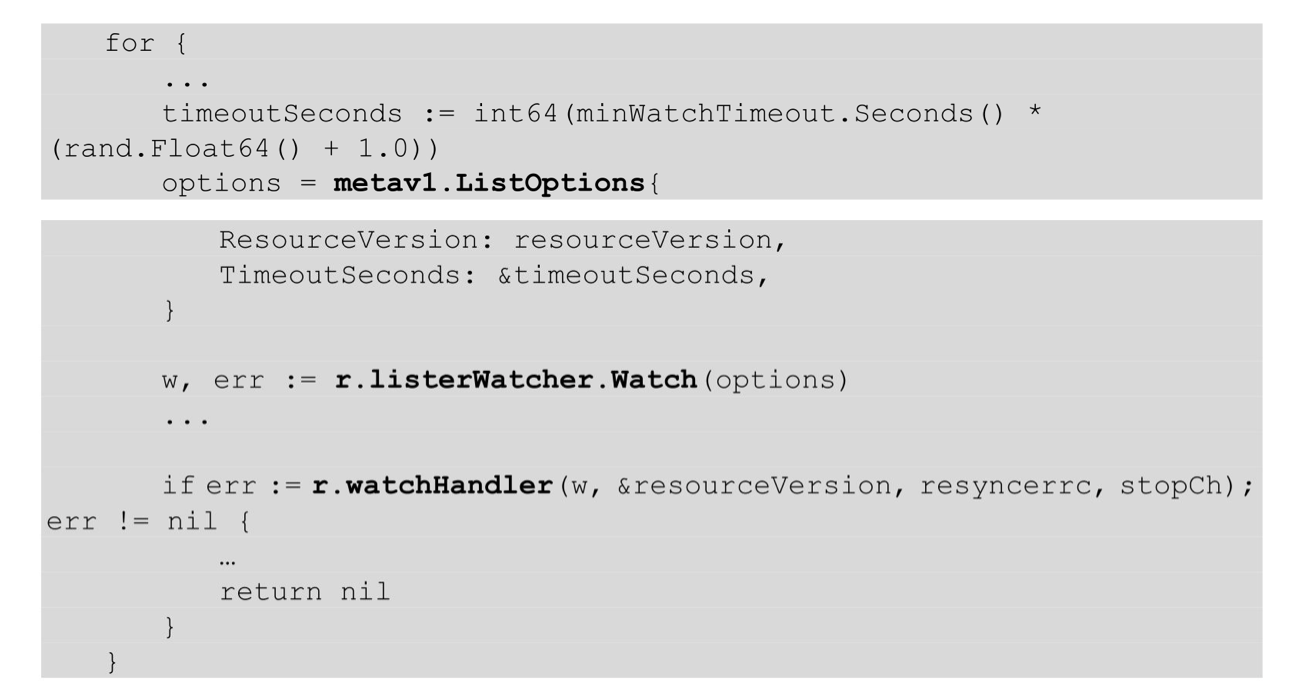 for {
...
timeoutSeconds := int64(minWatchTimeout.Seconds() *
(rand.Float64() + 1.0))
options = metav1.ListOptions{
ResourceVersion: resourceVersion,
TimeoutSeconds: &timeoutSeconds,
}
w, err := r.listerWatcher.Watch(options)
...
if err := r.watchHandler(w, &resourceVersion, resyncerrc, stopCh);
err != nil {
…
return nil
}
}